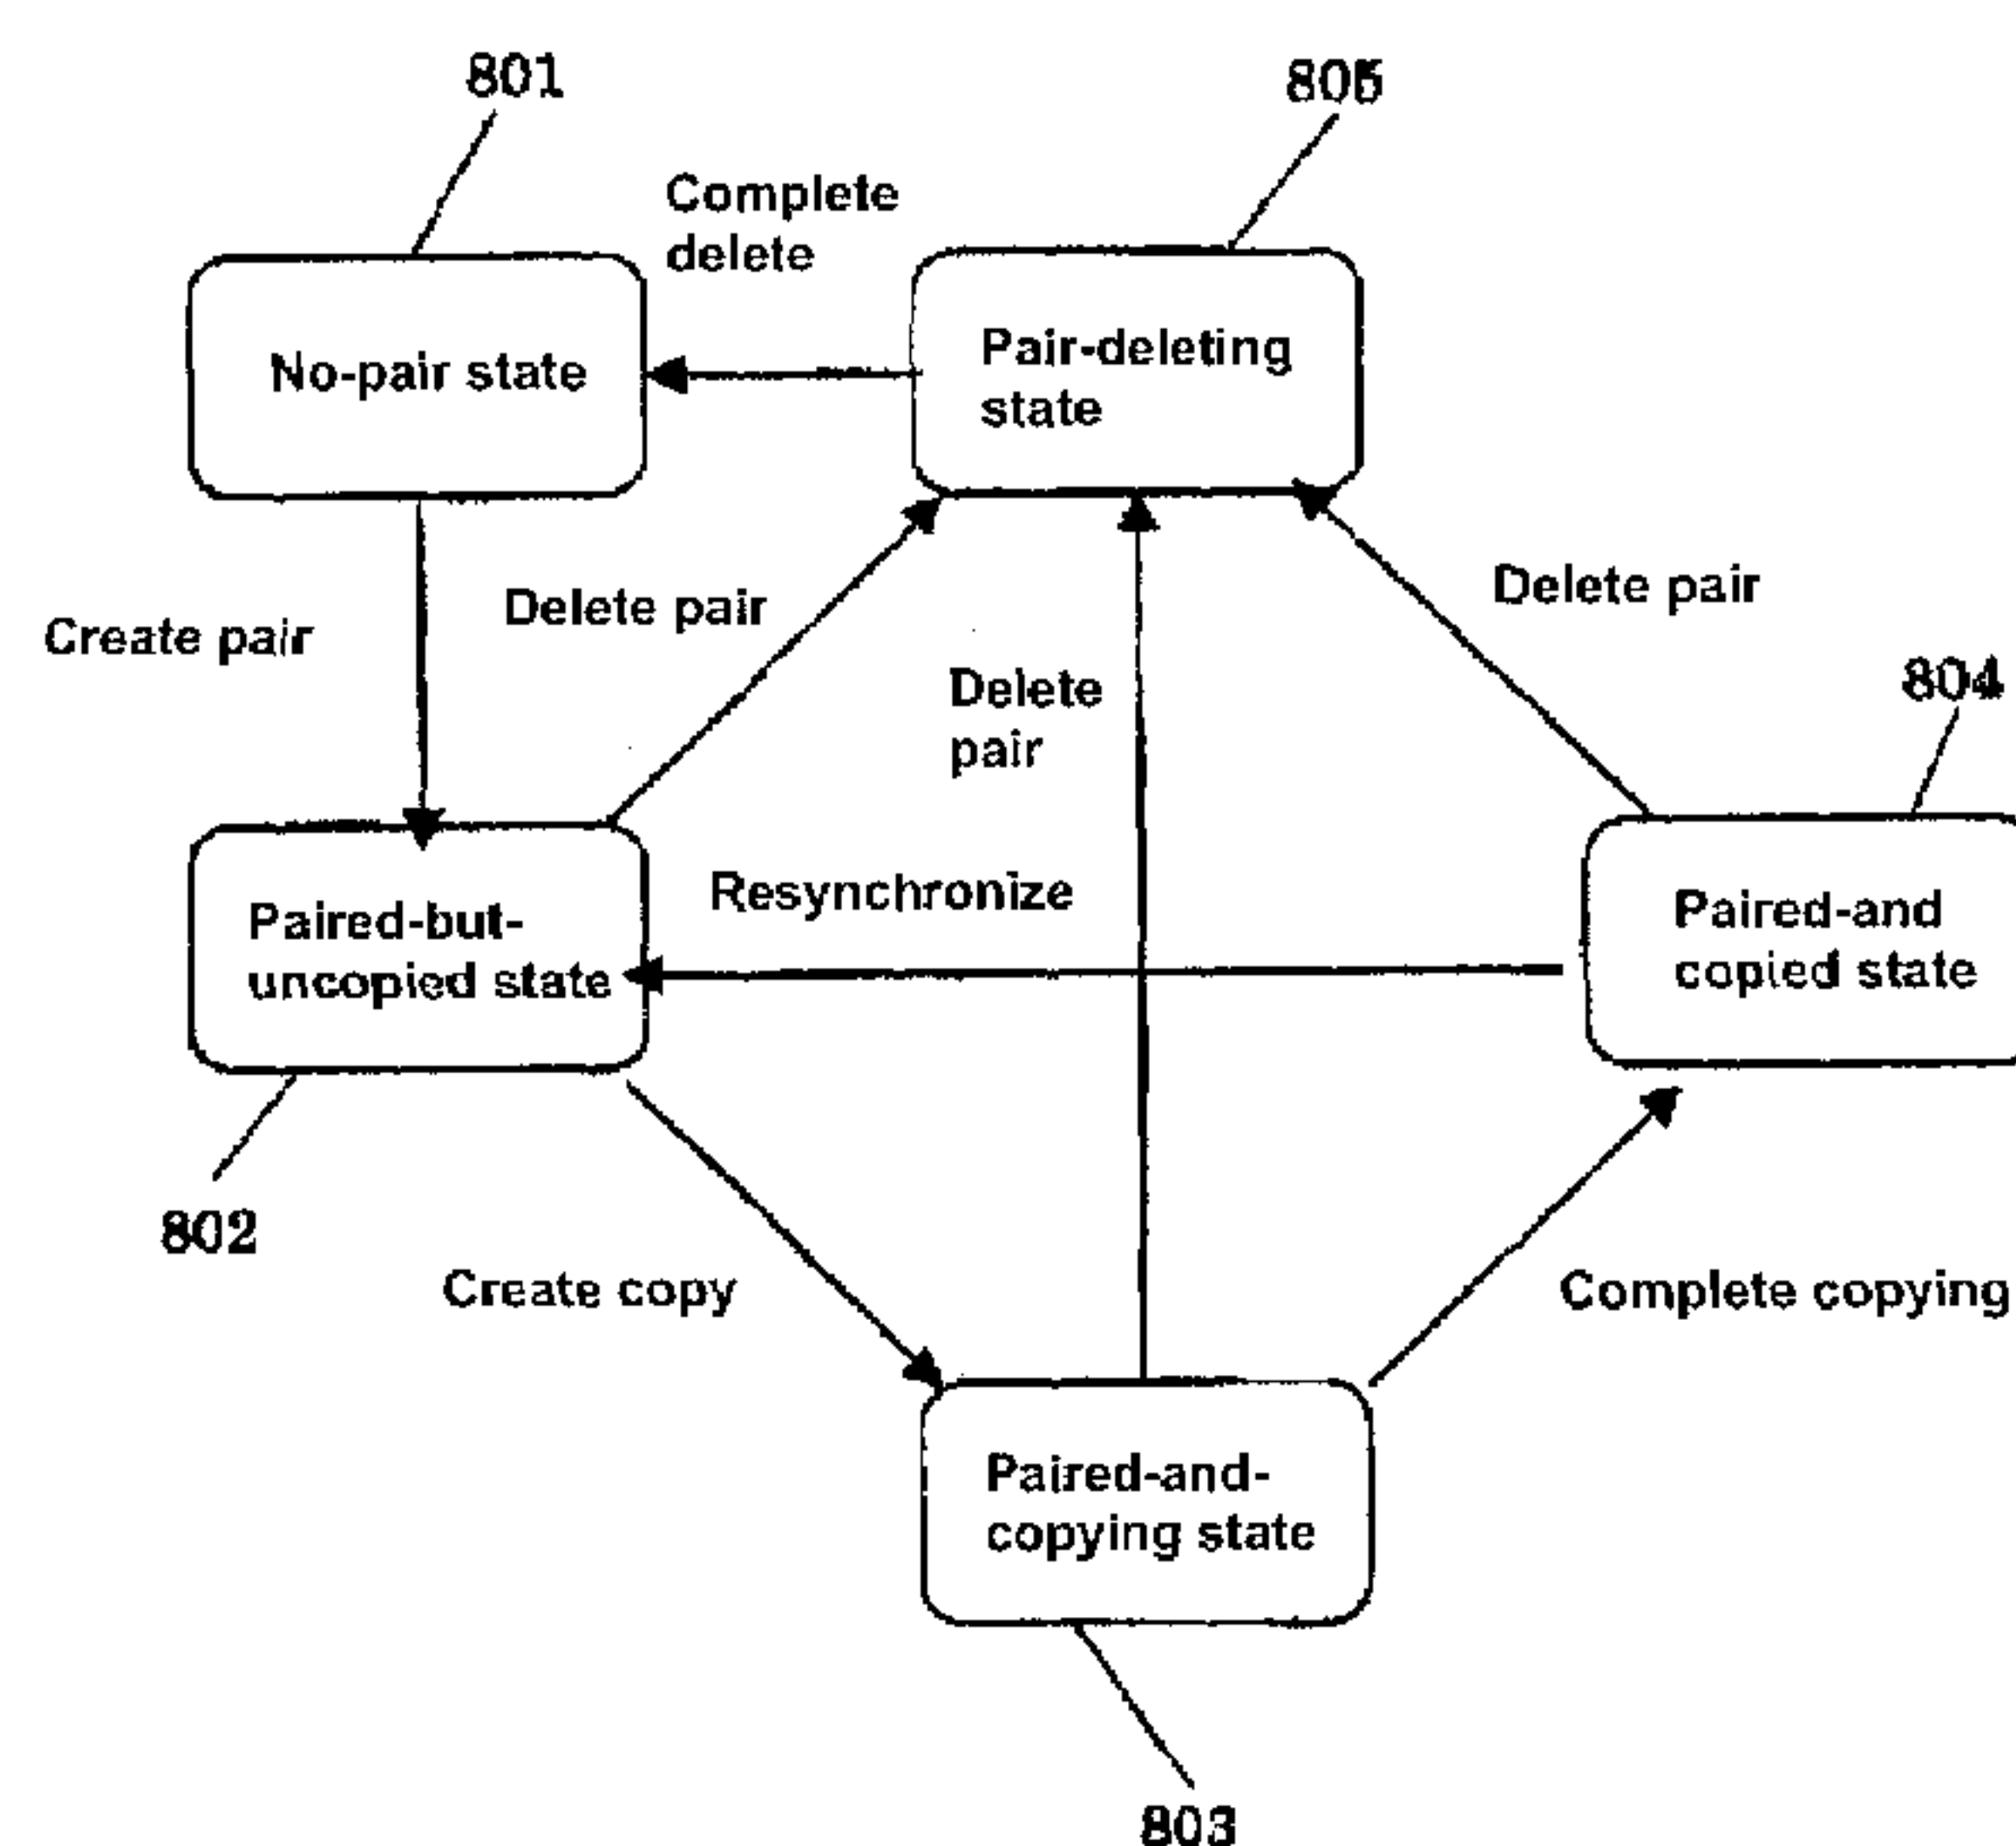 801
805
Complete
delete
No-pair state
Pair-deleting
state
Create pair
Delete pair
Delete
pair
Delete pair
804
Paired-but-
uncopied state
Resynchronize
Paired-and
copied state
802
Create copy
Complete copying
Paired-and-
copying state
803